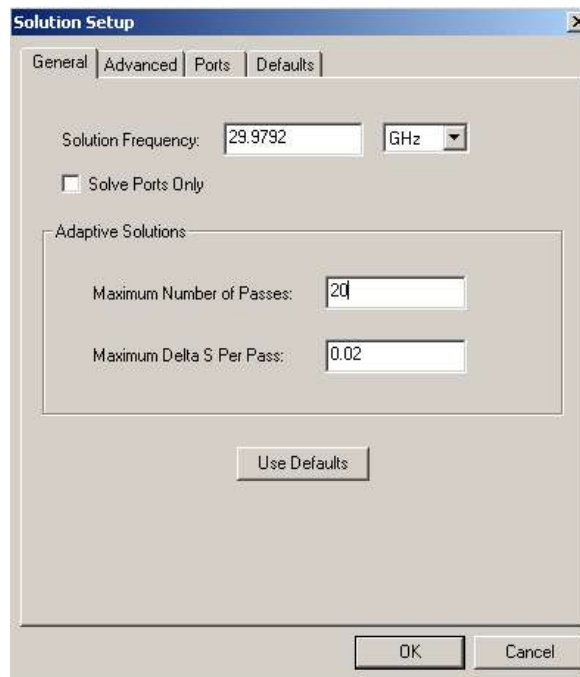 Solution Setup
General Advanced Ports Defaults
Solution Frequency: 29.9792 GHz
Solve Ports Only
Adaptive Solutions
Maximum Number of Passes: 20
Maximum Delta S Per Pass: 0.02
Use Defaults
OK Cancel